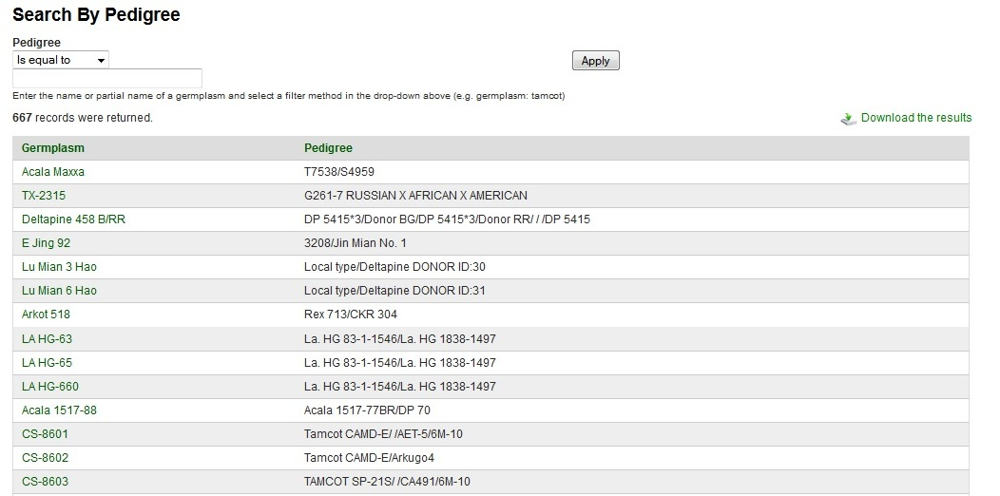 Search By Pedigree
Pedigree
Is equal to
Apply
Enter the name or partial name of a germplasm and select a filter method in the drop-down above (e.g. germplasm: tamcot)
667 records were returned. Download the results
Germplasm Pedigree
Acala Maxxa T7538/S4959
TX-2315 G261-7 RUSSIAN X AFRICAN X AMERICAN
Deltapine 458 B/RR DP 5415*3/Donor BG/DP 5415*3/Donor RR/ / /DP 5415
E Jing 92 3208/Jin Mian No. 1
Lu Mian 3 Hao Local type/Deltapine DONOR ID:30
Lu Mian 6 Hao Local type/Deltapine DONOR ID:31
Arkot 518 Rex 713/CKR 304
LA HG-63 La. HG 83-1-1546/La. HG 1838-1497
LA HG-65 La. HG 83-1-1546/La. HG 1838-1497
LA HG-660 La. HG 83-1-1546/La. HG 1838-1497
Acala 1517-88 Acala 1517-77BR/DP 70
CS-8601 Tamcot CAMD-E/ /AET-5/6M-10
CS-8602 Tamcot CAMD-E/Arkugo4
CS-8603 TAMCOT SP-21S/ /CA491/6M-10